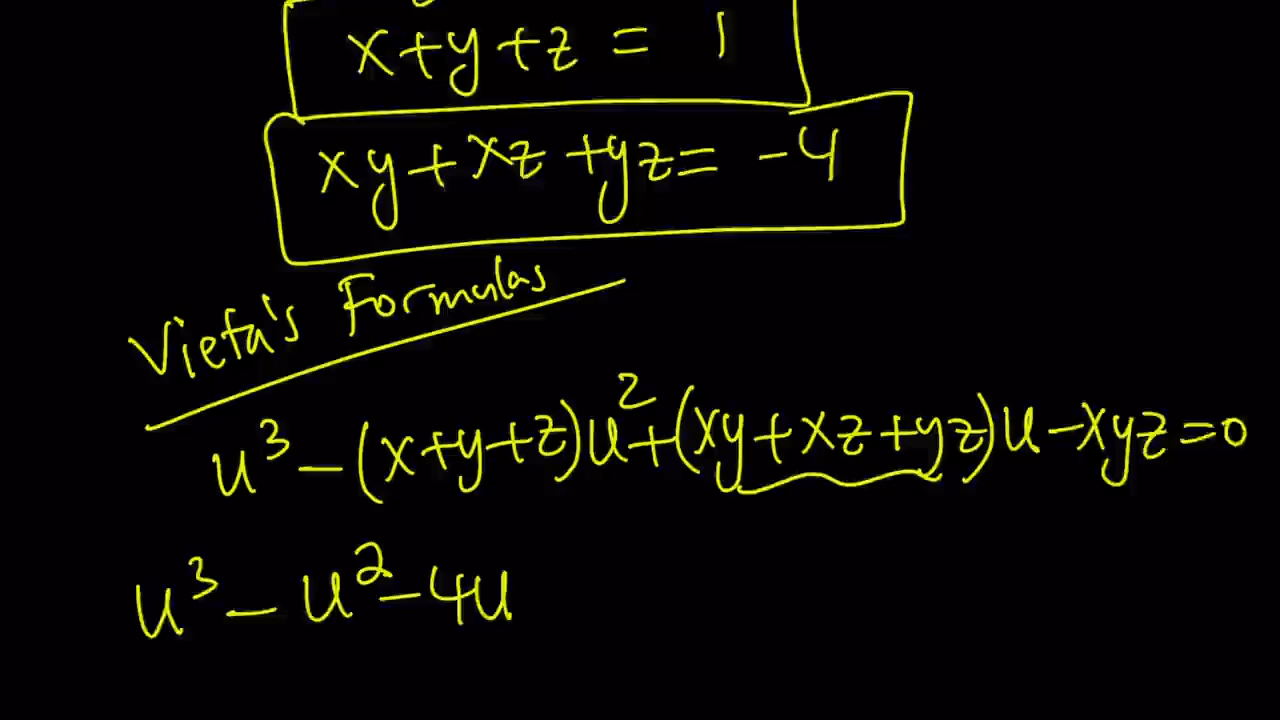 x+y+z = 1
xy+xz+yz= -4
Vieta's Formulas
u³-(x+y+z)u²+(xy+xz+yz)u-xyz=0
u³-u²-4u